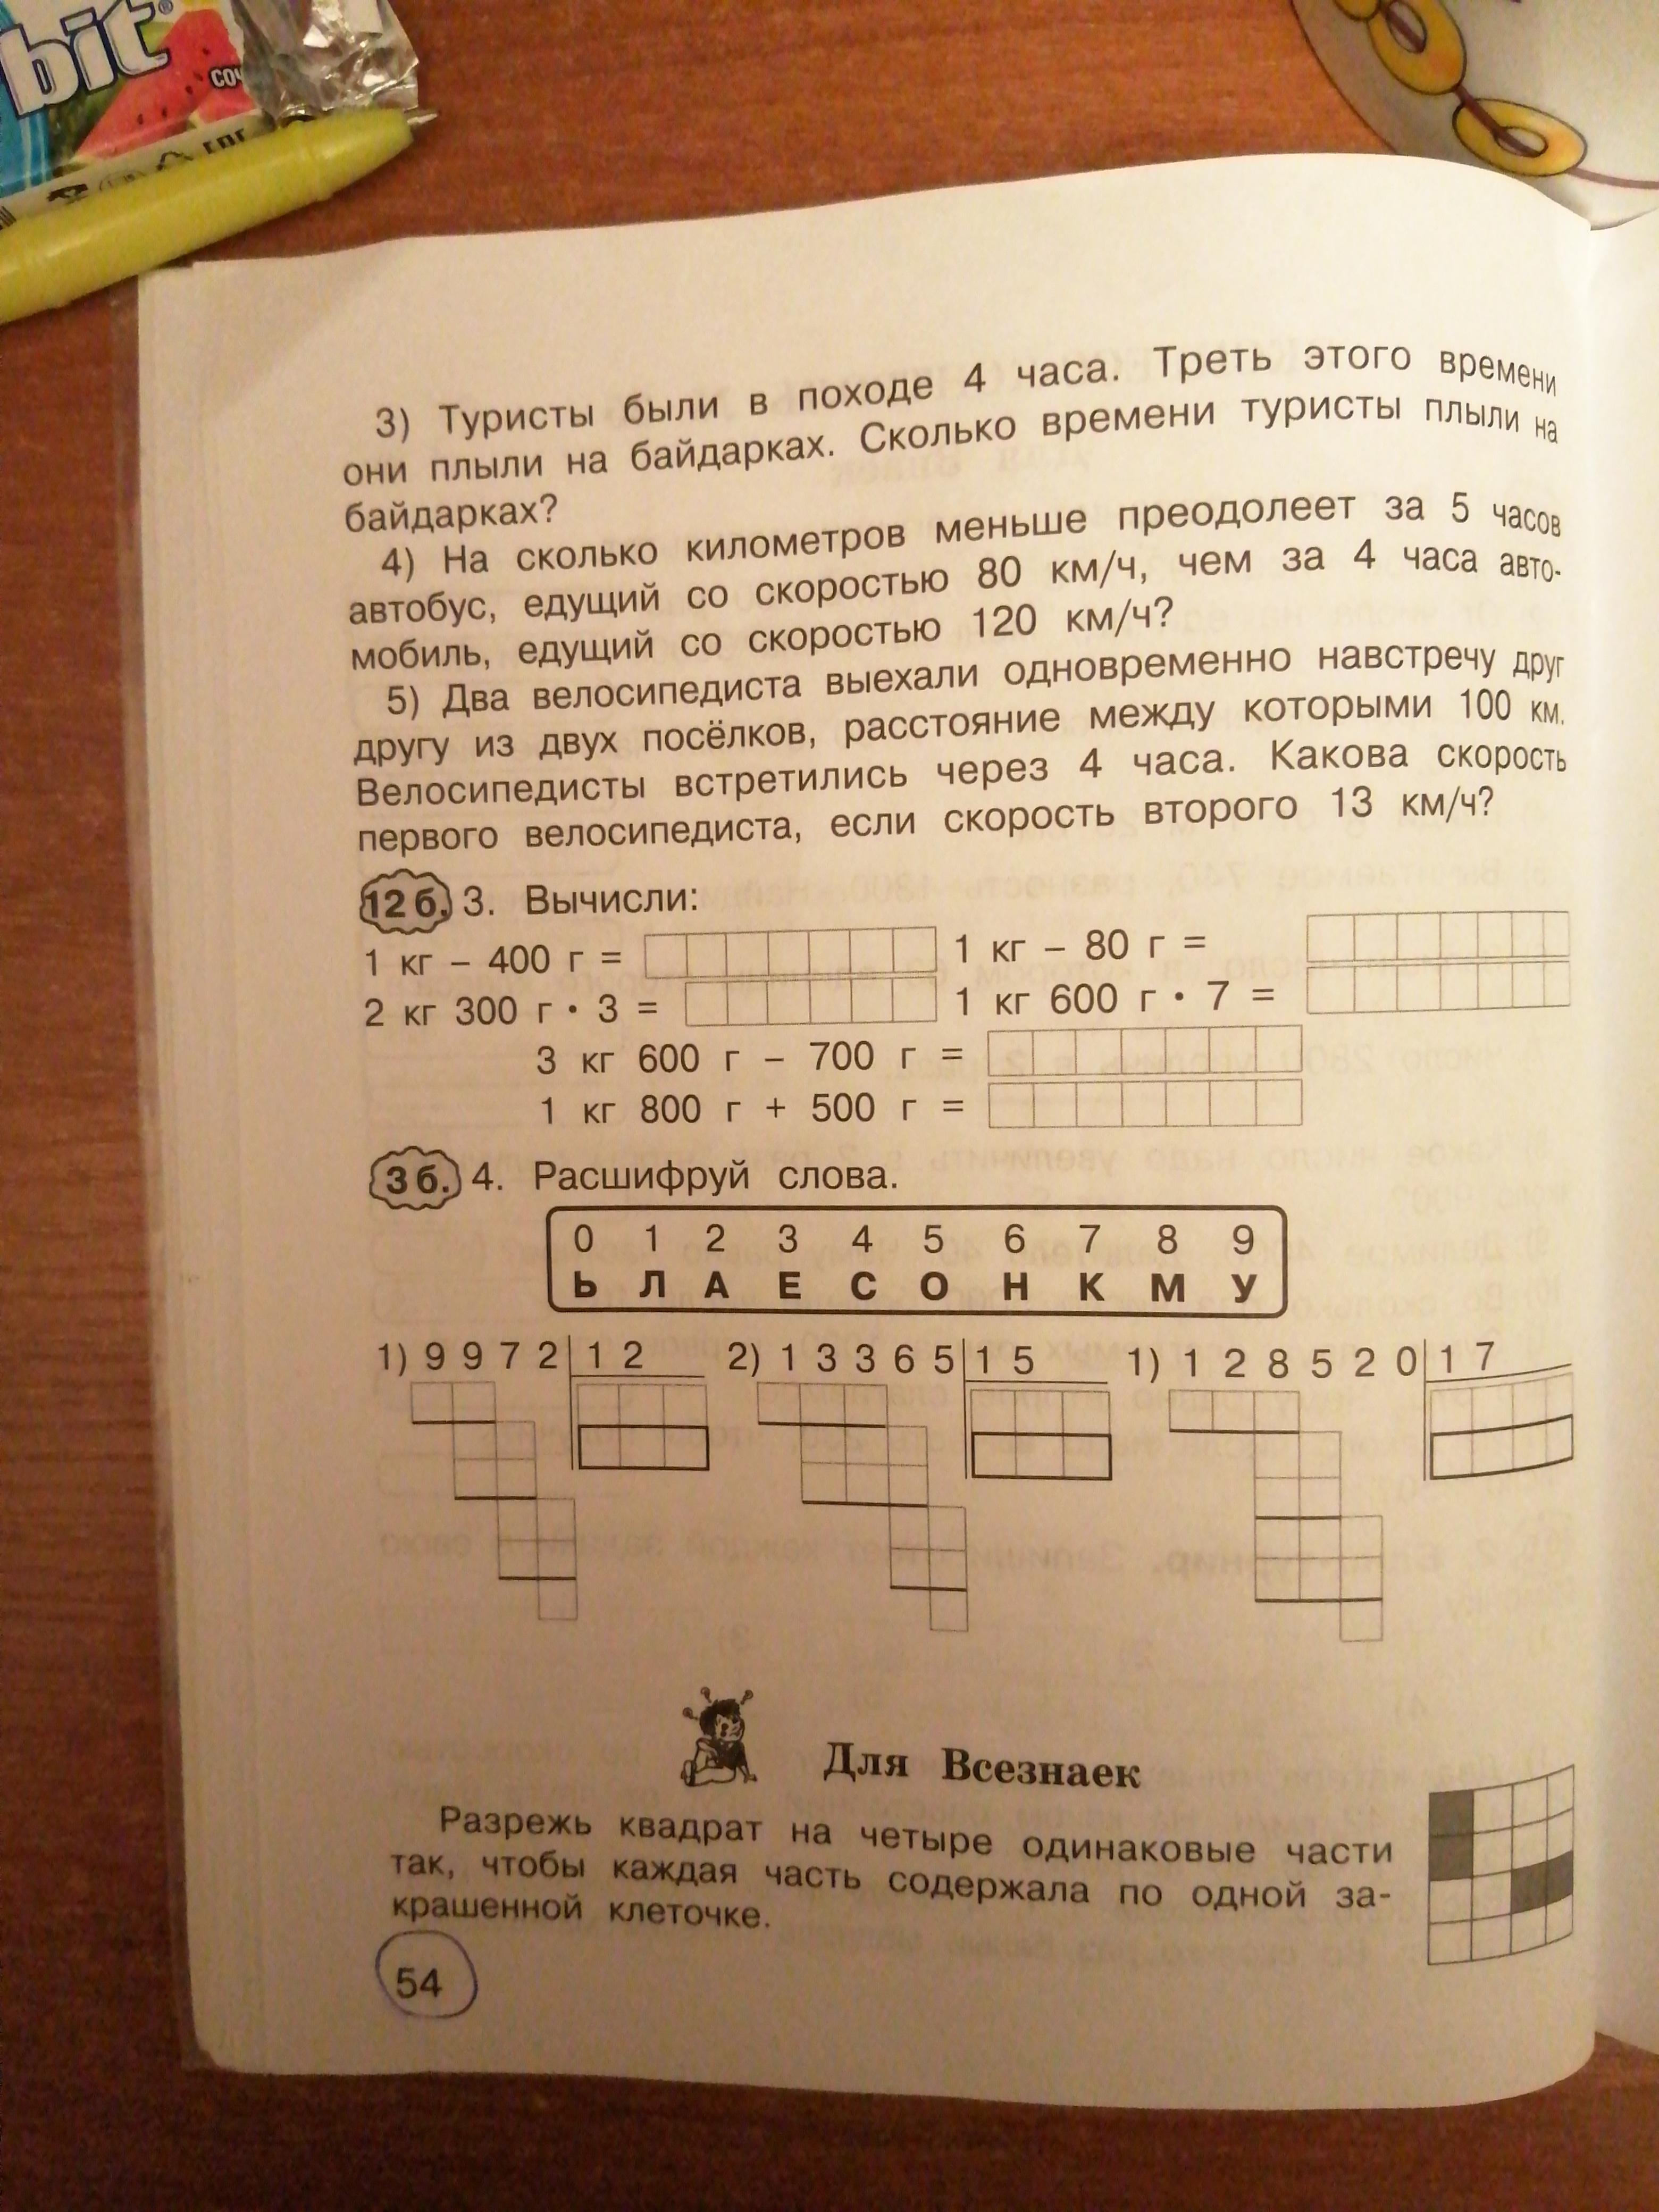 bit®
соч
3) Туристы были в походе 4 часа. Треть этого времени
они плыли на байдарках. Сколько времени туристы плыли на
байдарках?
4) На сколько километров меньше преодолеет за 5 часов
автобус, едущий со скоростью 80 км/ч, чем за 4 часа авто-
мобиль, едущий со скоростью 120 км/ч?
5) Два велосипедиста выехали одновременно навстречу друг
другу из двух посёлков, расстояние между которыми 100 км.
Велосипедисты встретились через 4 часа. Какова скорость
первого велосипедиста, если скорость второго 13 км/ч?
12 б. 3. Вычисли:
1 кг – 400 г = 1 кг – 80 г =
2 кг 300 г · 3 = 1 кг 600 г · 7 =
3 кг 600 г – 700 г =
1 кг 800 г + 500 г =
3 б. 4. Расшифруй слова.
0 1 2 3 4 5 6 7 8 9
Ь Л А Е С О Н К М У
1) 9 9 7 2 1 2 2) 1 3 3 6 5 1 5 1) 1 2 8 5 2 0 1 7
Для Всезнаек
Разрежь квадрат на четыре одинаковые части
так, чтобы каждая часть содержала по одной за-
крашенной клеточке.
54